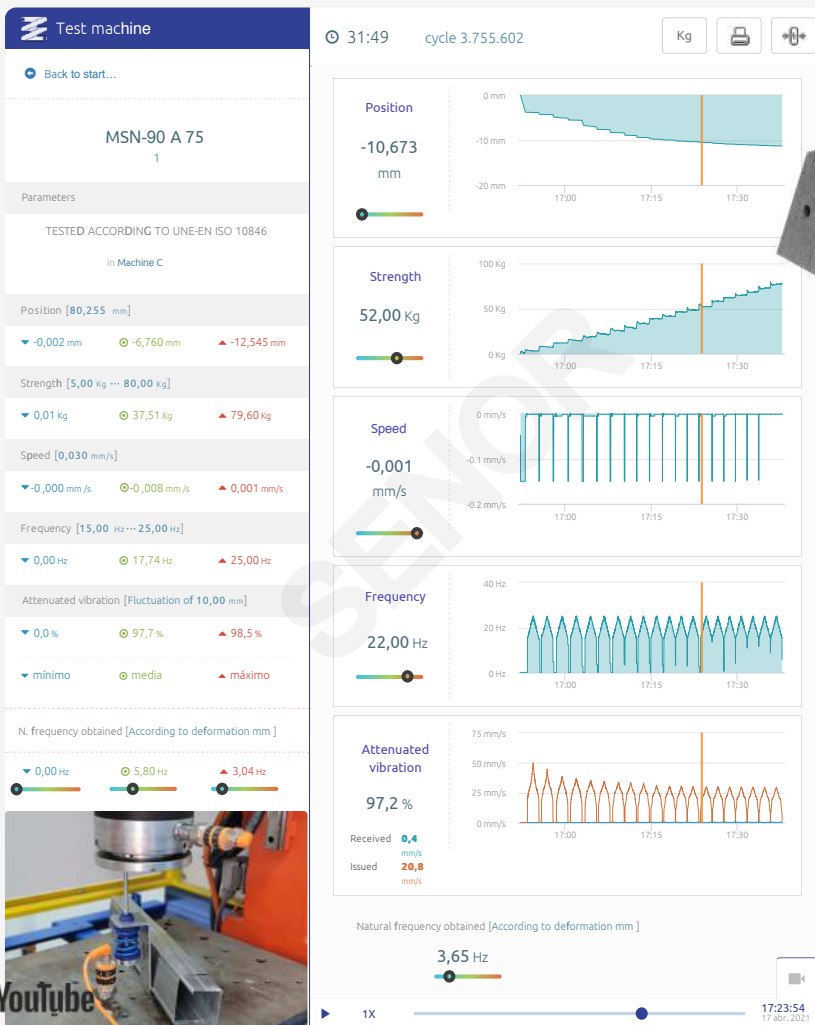 Test machine
Back to start...
MSN-90 A 75
1
Parameters
TESTED ACCORDING TO UNE-EN ISO 10846
in Machine C
Position [80,255 mm]
-0,002 mm -6,760 mm -12,545 mm
Strength [5,00 Kg ··· 80,00 Kg]
0,01 Kg 37,51 Kg 79,60 Kg
Speed [0,030 mm/s]
-0,000 mm/s -0,008 mm/s 0,001 mm/s
Frequency [15,00 Hz ··· 25,00 Hz]
0,00 Hz 17,74 Hz 25,00 Hz
Attenuated vibration [Fluctuation of 10,00 mm]
0,0 % 97,7 % 98,5 %
mínimo media máximo
N. frequency obtained [According to deformation mm ]
0,00 Hz 5,80 Hz 3,04 Hz
YouTube
31:49 cycle 3.755.602 Kg
Position
-10,673
mm
0 mm
-10 mm
-20 mm
17:00 17:15 17:30
Strength
52,00 Kg
100 Kg
50 Kg
0 Kg
17:00 17:15 17:30
Speed
-0,001
mm/s
0 mm/s
-0.1 mm/s
-0.2 mm/s
17:00 17:15 17:30
Frequency
22,00 Hz
40 Hz
20 Hz
0 Hz
17:00 17:15 17:30
Attenuated
vibration
97,2 %
Received 0,4
mm/s
Issued 20,8
mm/s
75 mm/s
50 mm/s
25 mm/s
0 mm/s
17:00 17:15 17:30
Natural frequency obtained [According to deformation mm ]
3,65 Hz
1X
17:23:54
17 abr. 2021
SENOR